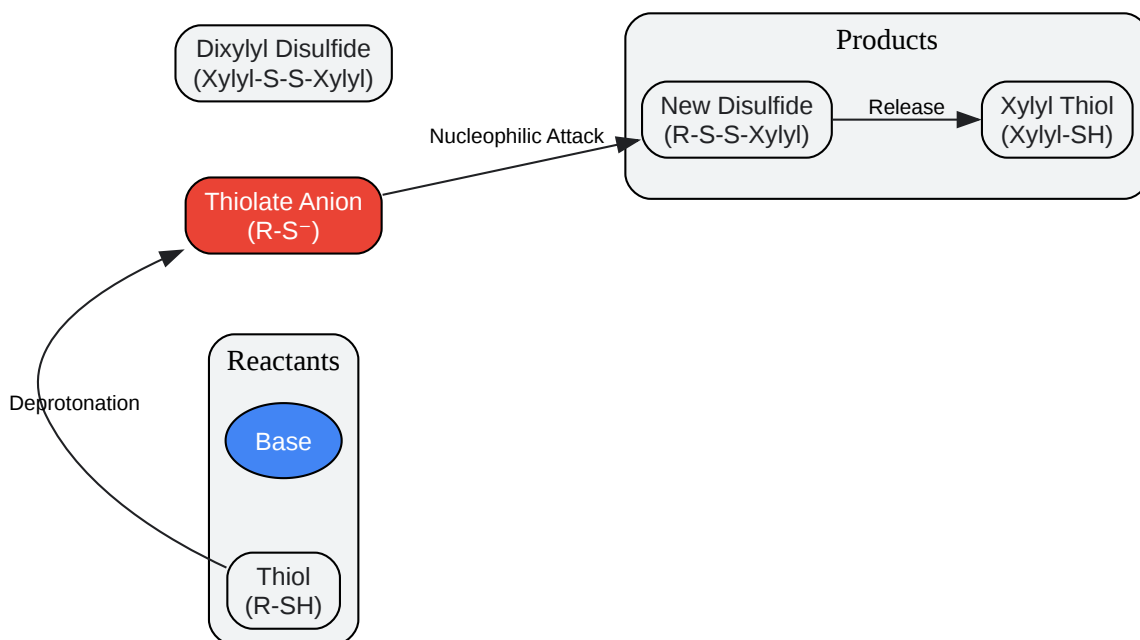 Dixylyl Disulfide
(Xylyl-S-S-Xylyl)
Products
New Disulfide
(R-S-S-Xylyl)
Release
Xylyl Thiol
(Xylyl-SH)
Nucleophilic Attack
Thiolate Anion
(R-S⁻)
Reactants
Deprotonation
Base
Thiol
(R-SH)